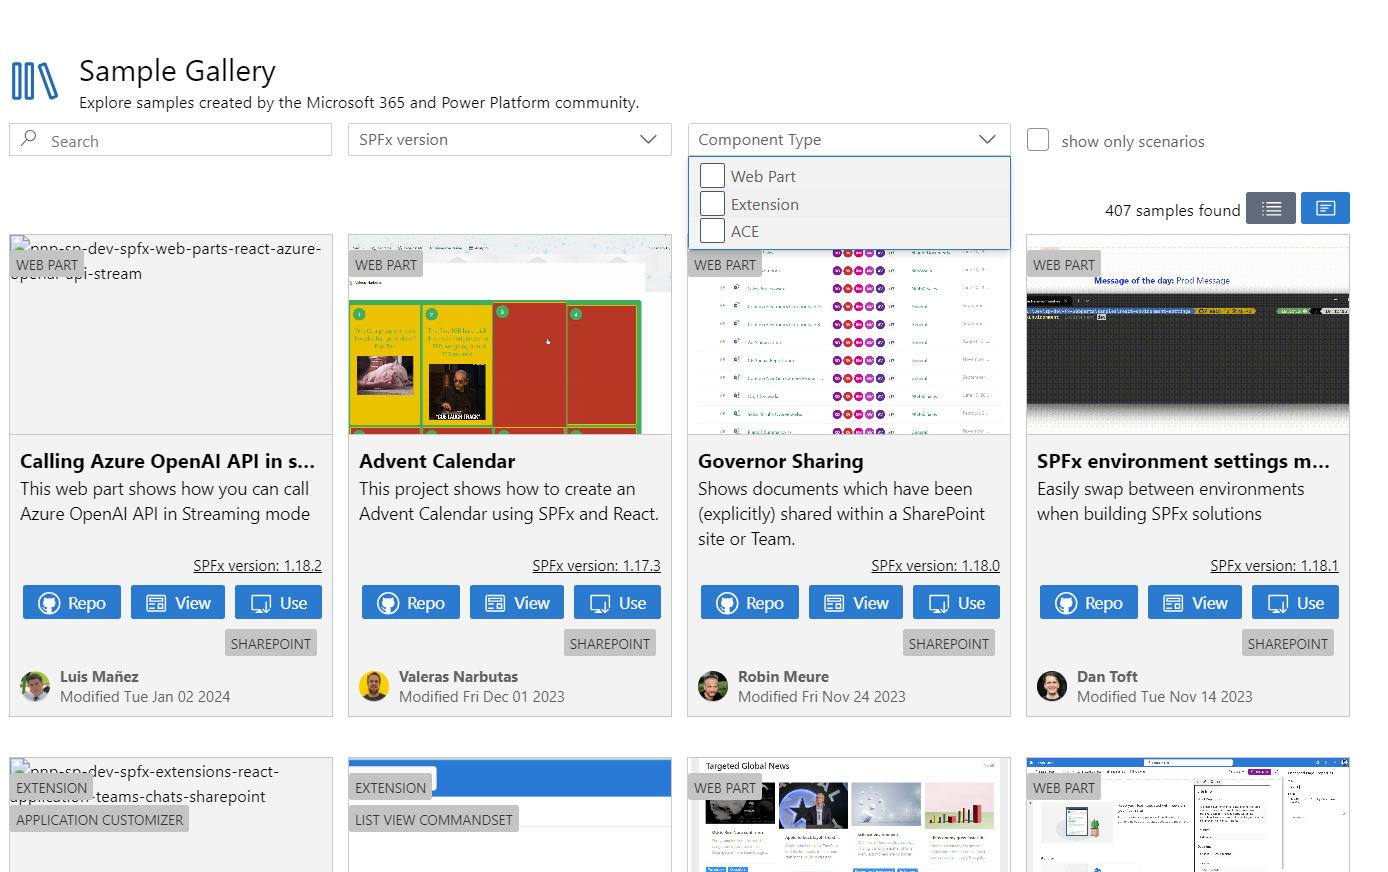 Sample Gallery
Explore samples created by the Microsoft 365 and Power Platform community.
Search
SPFx version
Component Type
show only scenarios
Web Part
Extension
ACE
407 samples found
pnp-sp-dev-spfx-web-parts-react-azure-
openai-api-stream
WEB PART
WEB PART
WEB PART
WEB PART
Message of the day: Prod Message
Calling Azure OpenAI API in s...
This web part shows how you can call
Azure OpenAI API in Streaming mode
SPFx version: 1.18.2
Repo
View
Use
SHAREPOINT
Luis Mañez
Modified Tue Jan 02 2024
Advent Calendar
This project shows how to create an
Advent Calendar using SPFx and React.
SPFx version: 1.17.3
Repo
View
Use
SHAREPOINT
Valeras Narbutas
Modified Fri Dec 01 2023
Governor Sharing
Shows documents which have been
(explicitly) shared within a SharePoint
site or Team.
SPFx version: 1.18.0
Repo
View
Use
SHAREPOINT
Robin Meure
Modified Fri Nov 24 2023
SPFx environment settings m...
Easily swap between environments
when building SPFx solutions
SPFx version: 1.18.1
Repo
View
Use
SHAREPOINT
Dan Toft
Modified Tue Nov 14 2023
pnp-sp-dev-spfx-extensions-react-
application-teams-chats-sharepoint
EXTENSION
APPLICATION CUSTOMIZER
EXTENSION
LIST VIEW COMMANDSET
Targeted Global News
WEB PART
WEB PART